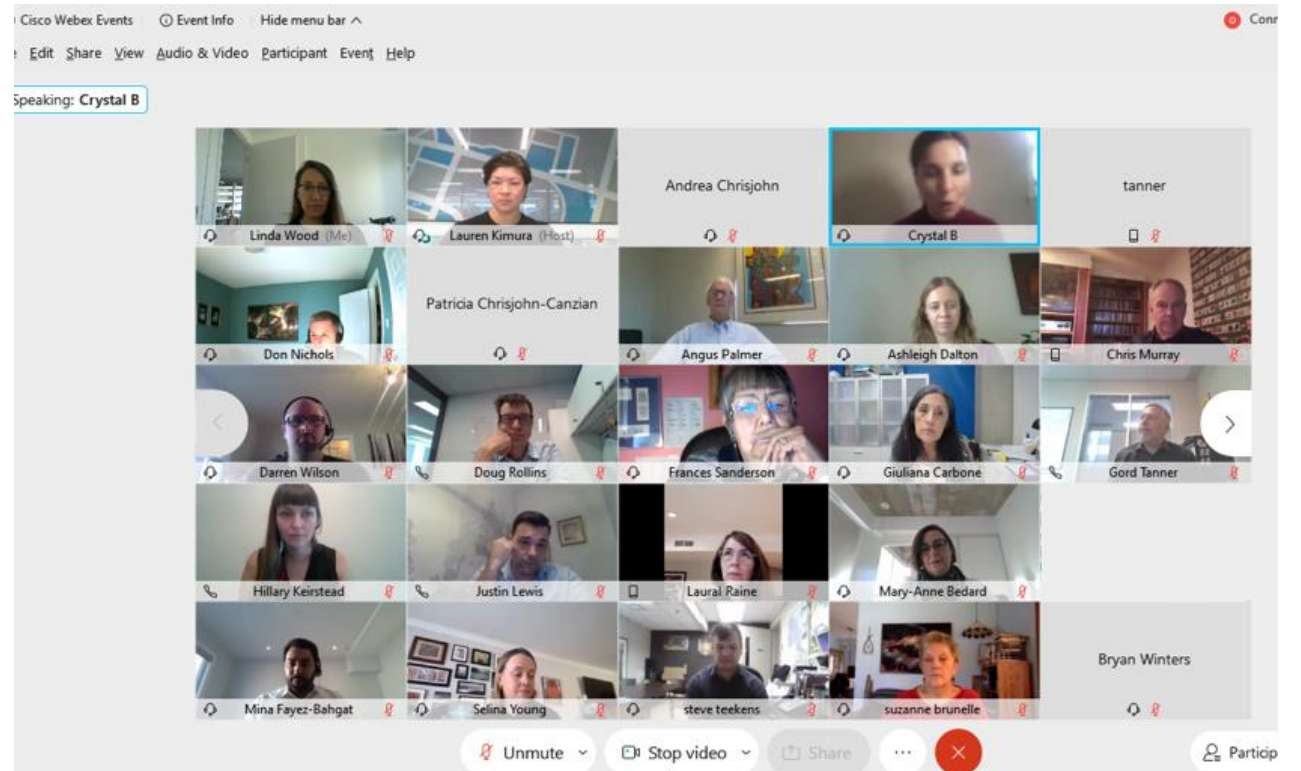 Cisco Webex Events Event Info Hide menu bar
Edit Share View Audio & Video Participant Event Help
Speaking: Crystal B
Linda Wood (Me) Lauren Kimura (Host) Andrea Chrisjohn Crystal B tanner
Don Nichols Patricia Chrisjohn-Canzian Angus Palmer Ashleigh Dalton Chris Murray
Darren Wilson Doug Rollins Frances Sanderson Giuliana Carbone Gord Tanner
Hillary Keirstead Justin Lewis Laural Raine Mary-Anne Bedard
Mina Fayez-Bahgat Selina Young steve teekens suzanne brunelle Bryan Winters
Unmute Stop video Share ... Particip